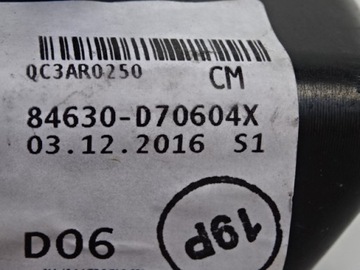 QC3AR0250 CM
84630-D70604X
03.12.2016 S1
19P
D06